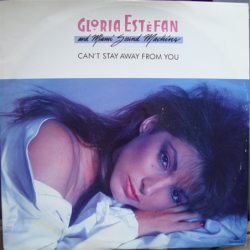 GLORIA ESTEFAN
and Miami Sound Machine
CAN'T STAY AWAY FROM YOU